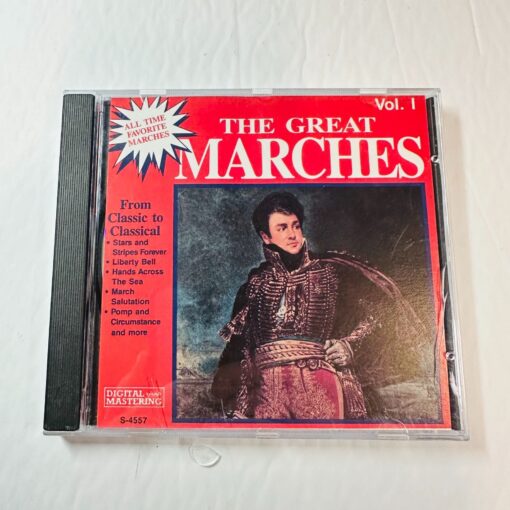 Vol. I
ALL TIME
FAVORITE
MARCHES
THE GREAT
MARCHES
From
Classic to
Classical
• Stars and
Stripes Forever
• Liberty Bell
• Hands Across
The Sea
• March
Salutation
• Pomp and
Circumstance
and more
DIGITAL
MASTERING
S-4557